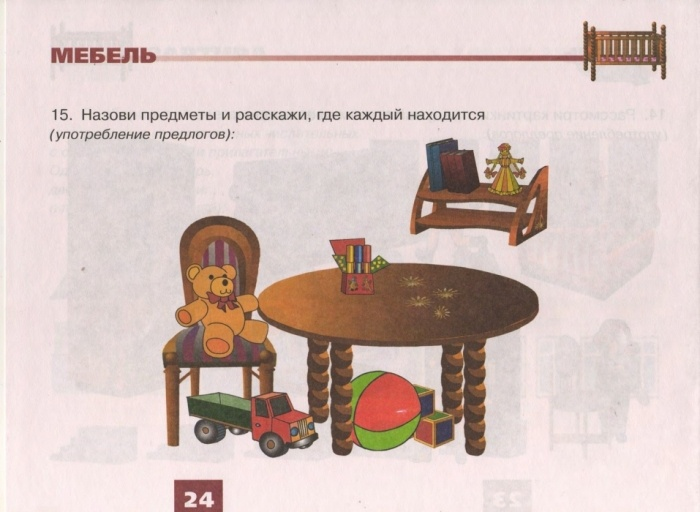 МЕБЕЛЬ
15. Назови предметы и расскажи, где каждый находится
(употребление предлогов):
24